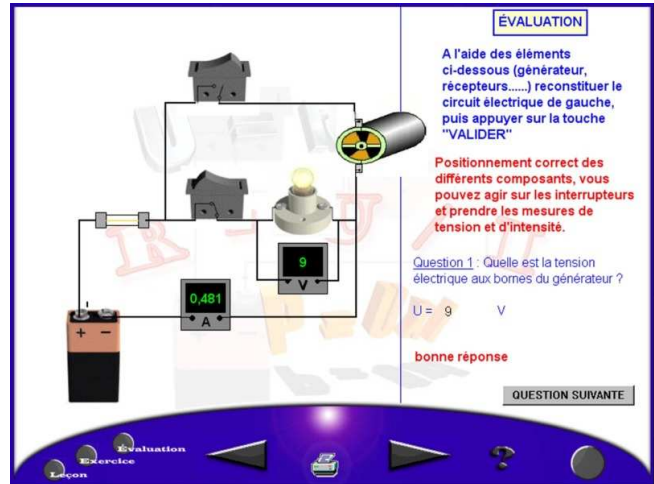 ÉVALUATION
A l'aide des éléments
ci-dessous (générateur,
récepteurs......) reconstituer le
circuit électrique de gauche,
puis appuyer sur la touche
"VALIDER"
Positionnement correct des
différents composants, vous
pouvez agir sur les interrupteurs
et prendre les mesures de
tension et d'intensité.
Question 1 : Quelle est la tension
électrique aux bornes du générateur ?
U = 9 V
bonne réponse
QUESTION SUIVANTE
9
V
0,481
A
+ -
Évaluation
Exercice
Leçon
?